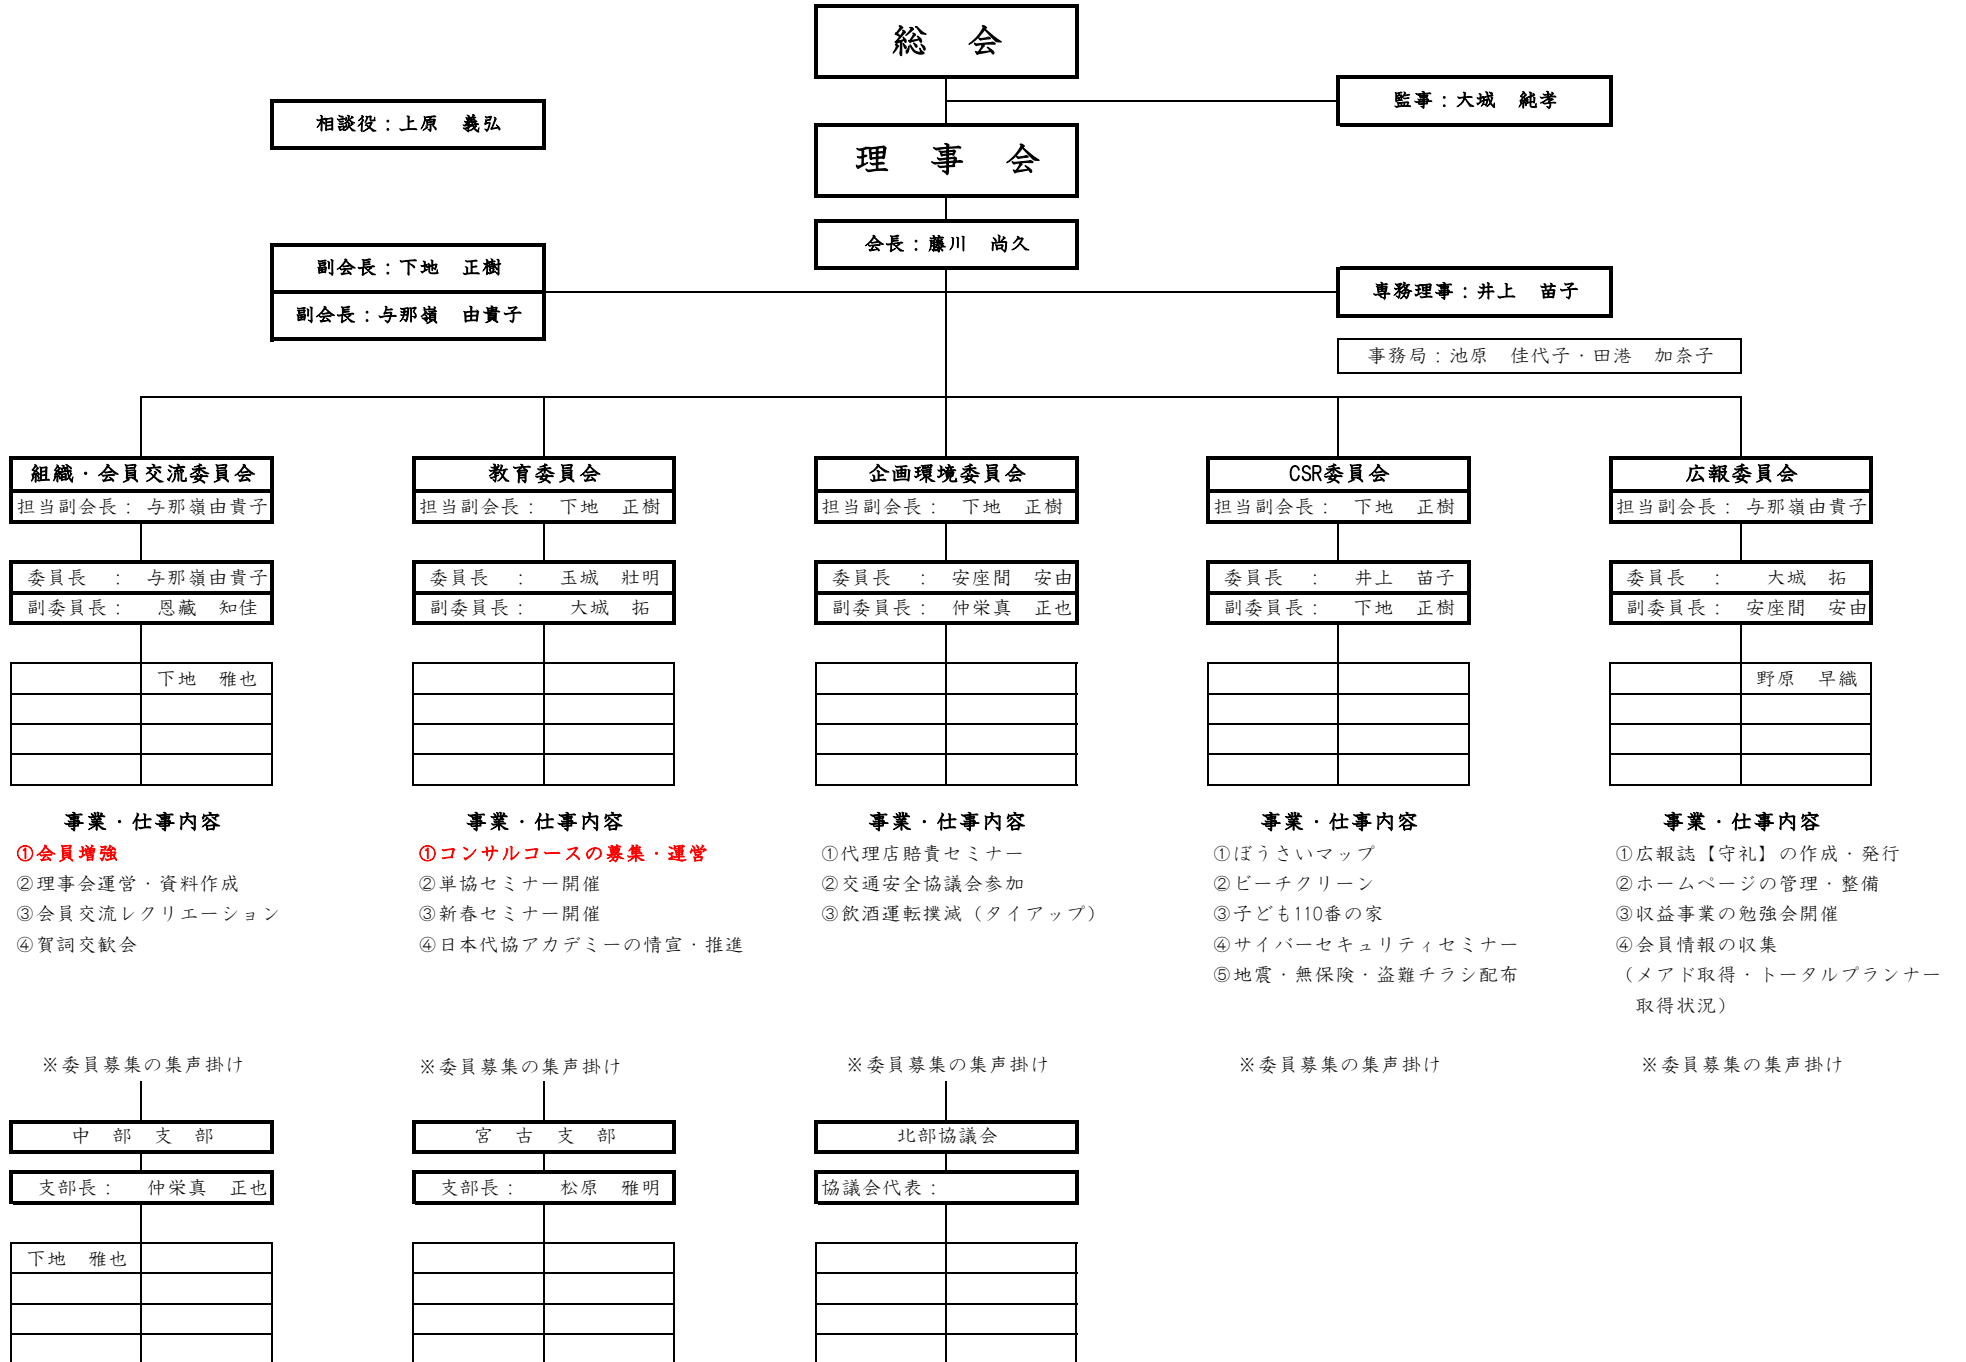 総　会
監事：大城　純孝
相談役：上原　義弘
理　事　会
会長：藤川　尚久
副会長：下地　正樹
副会長：与那嶺　由貴子
専務理事：井上　苗子
事務局：池原　佳代子・田港　加奈子
組織・会員交流委員会
担当副会長：　与那嶺由貴子
委員長　：　与那嶺由貴子
副委員長：　恩蔵　知佳
下地　雅也
事業・仕事内容
①会員増強
②理事会運営・資料作成
③会員交流レクリエーション
④賀詞交歓会
※委員募集の集声掛け
教育委員会
担当副会長：　下地　正樹
委員長　：　玉城　壮明
副委員長：　大城　拓
事業・仕事内容
①コンサルコースの募集・運営
②単協セミナー開催
③新春セミナー開催
④日本代協アカデミーの情宣・推進
※委員募集の集声掛け
企画環境委員会
担当副会長：　下地　正樹
委員長　：　安座間　安由
副委員長：　仲栄真　正也
事業・仕事内容
①代理店賠責セミナー
②交通安全協議会参加
③飲酒運転撲滅（タイアップ）
※委員募集の集声掛け
CSR委員会
担当副会長：　下地　正樹
委員長　：　井上　苗子
副委員長：　下地　正樹
事業・仕事内容
①ぼうさいマップ
②ビーチクリーン
③子ども110番の家
④サイバーセキュリティセミナー
⑤地震・無保険・盗難チラシ配布
※委員募集の集声掛け
広報委員会
担当副会長：　与那嶺由貴子
委員長　：　大城　拓
副委員長：　安座間　安由
野原　早織
事業・仕事内容
①広報誌【守礼】の作成・発行
②ホームページの管理・整備
③収益事業の勉強会開催
④会員情報の収集
（メアド取得・トータルプランナー
取得状況）
※委員募集の集声掛け
中　部　支　部
支部長：　仲栄真　正也
下地　雅也
宮　古　支　部
支部長：　松原　雅明
北部協議会
協議会代表：